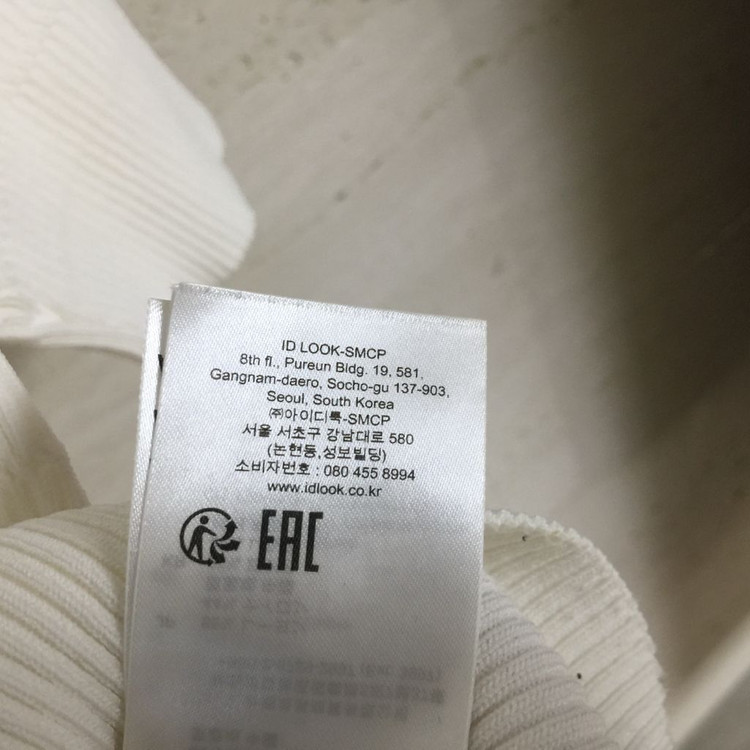 ID LOOK-SMCP
8th fl., Pureun Bldg. 19, 581,
Gangnam-daero, Socho-gu 137-903,
Seoul, South Korea
㈜아이디룩-SMCP
서울 서초구 강남대로 580
(논현동,성보빌딩)
소비자번호 : 080 455 8994
www.idlook.co.kr
EAC